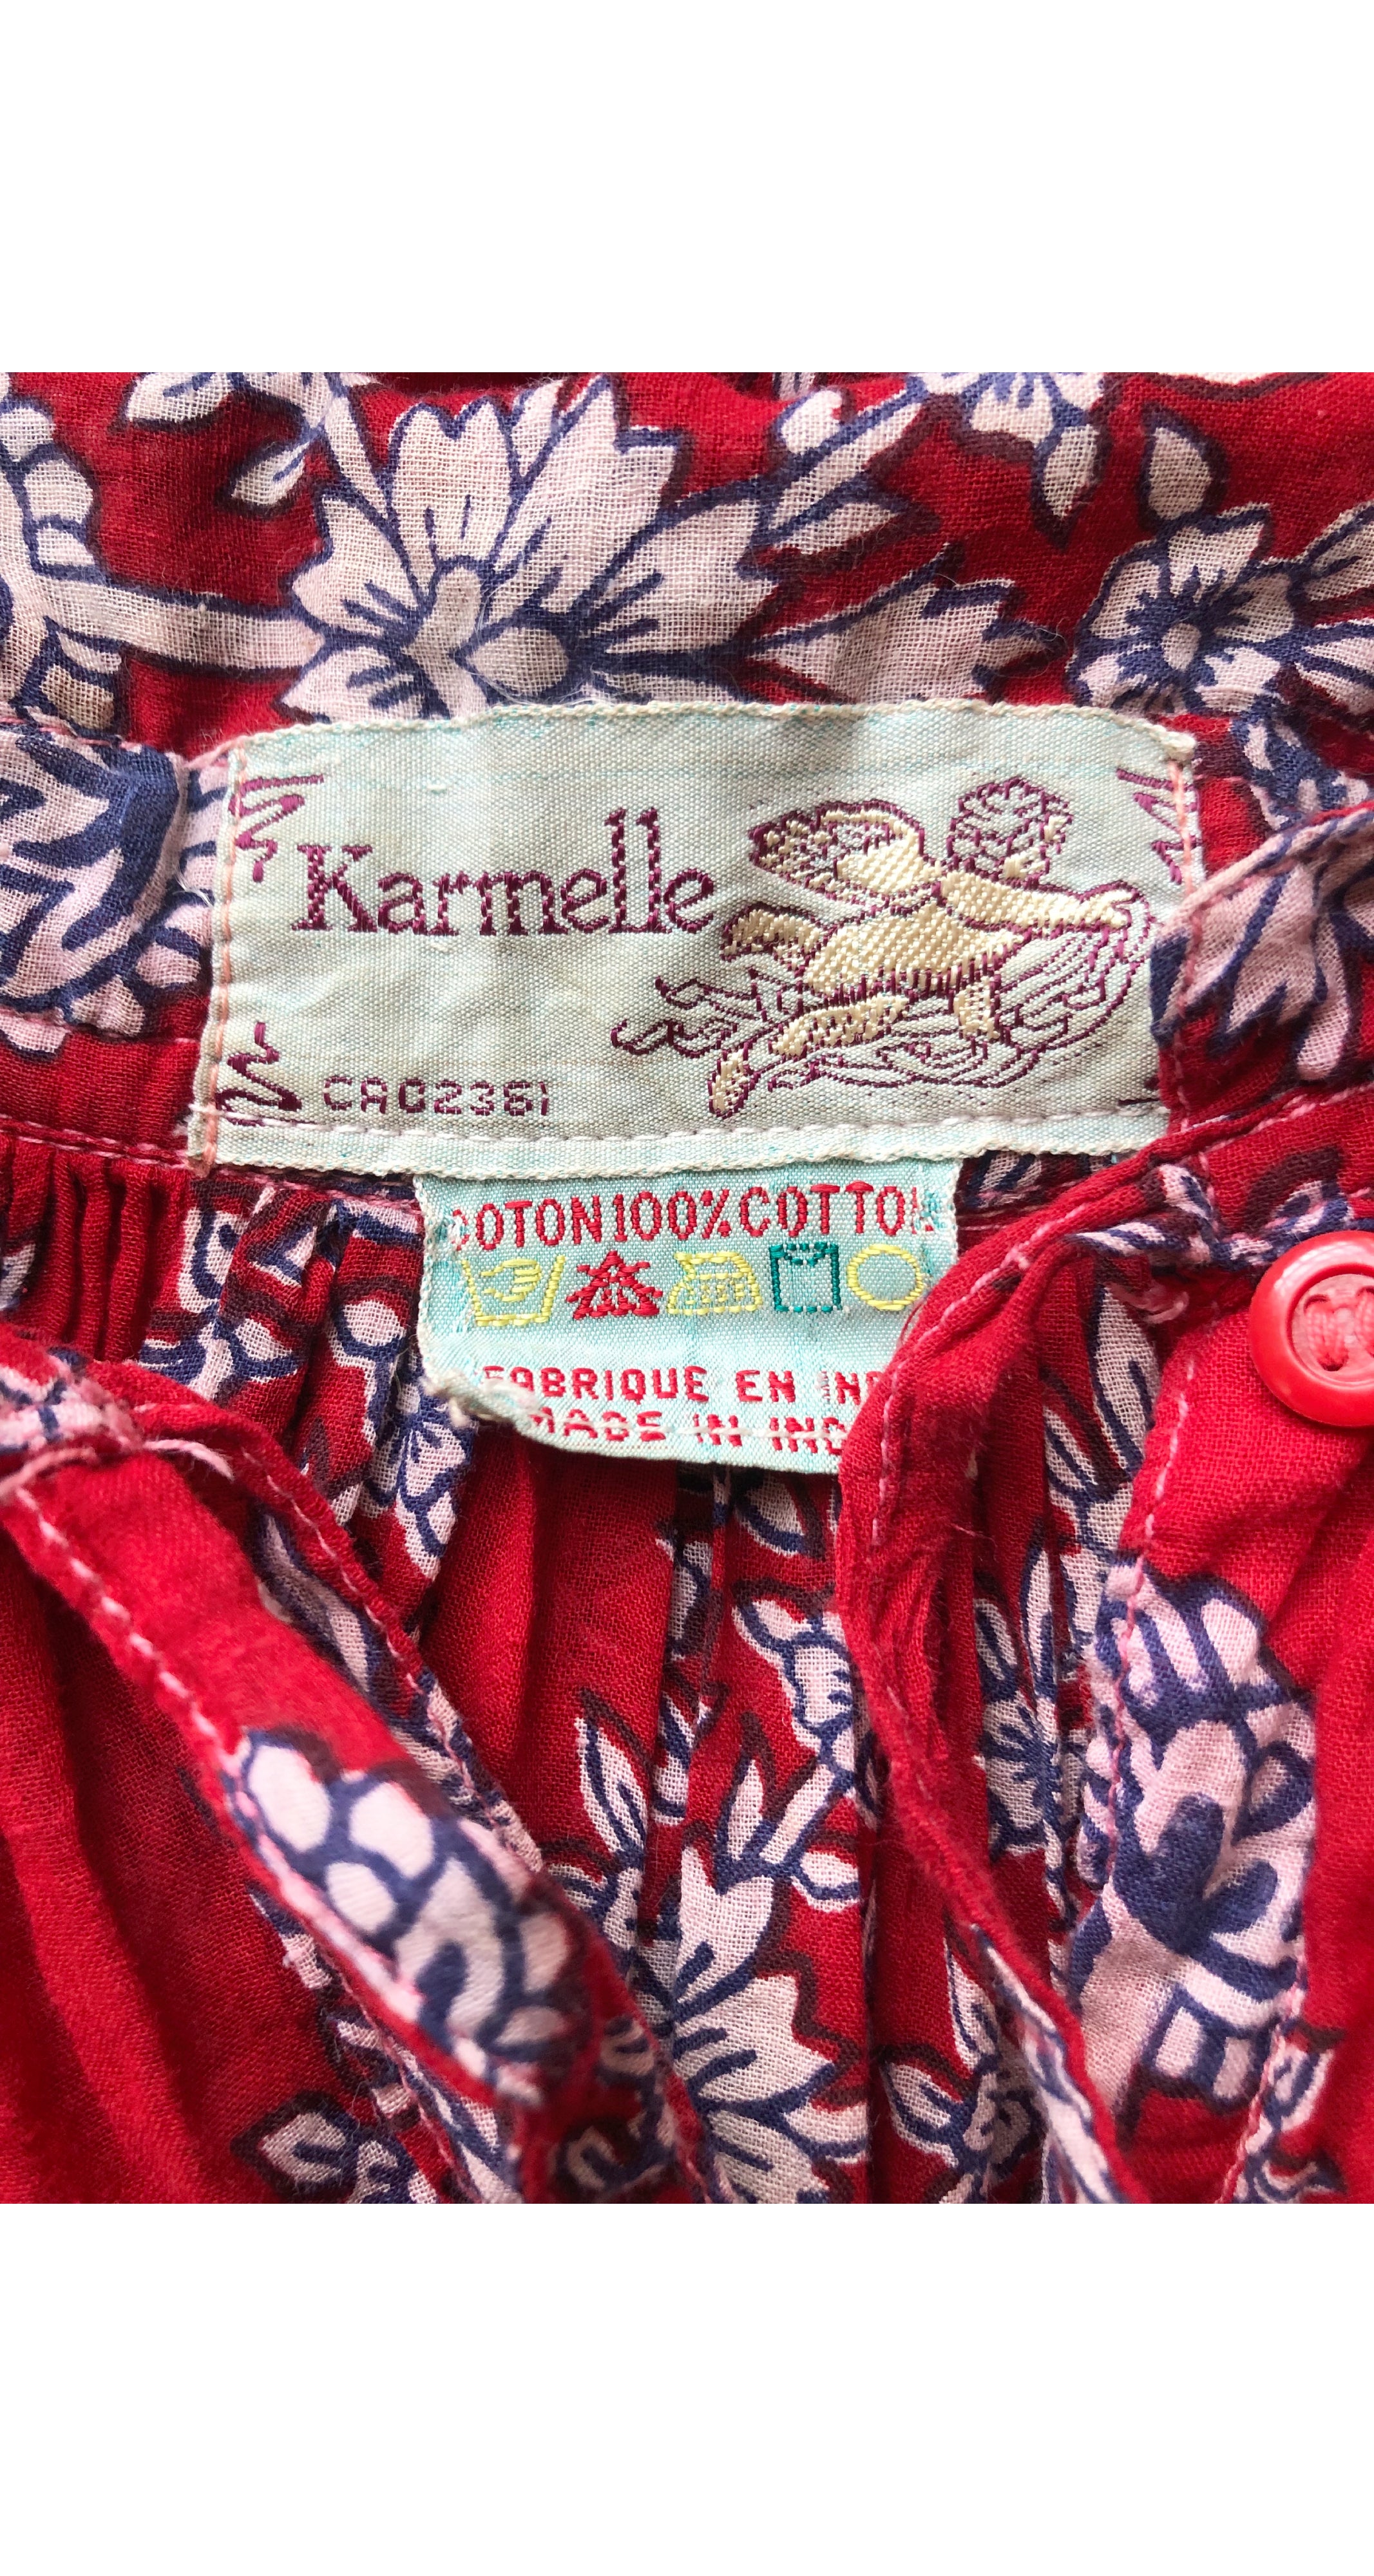 Karmelle
CA02361
COTON 100% COTTON
FABRIQUE EN IN
MADE IN IND